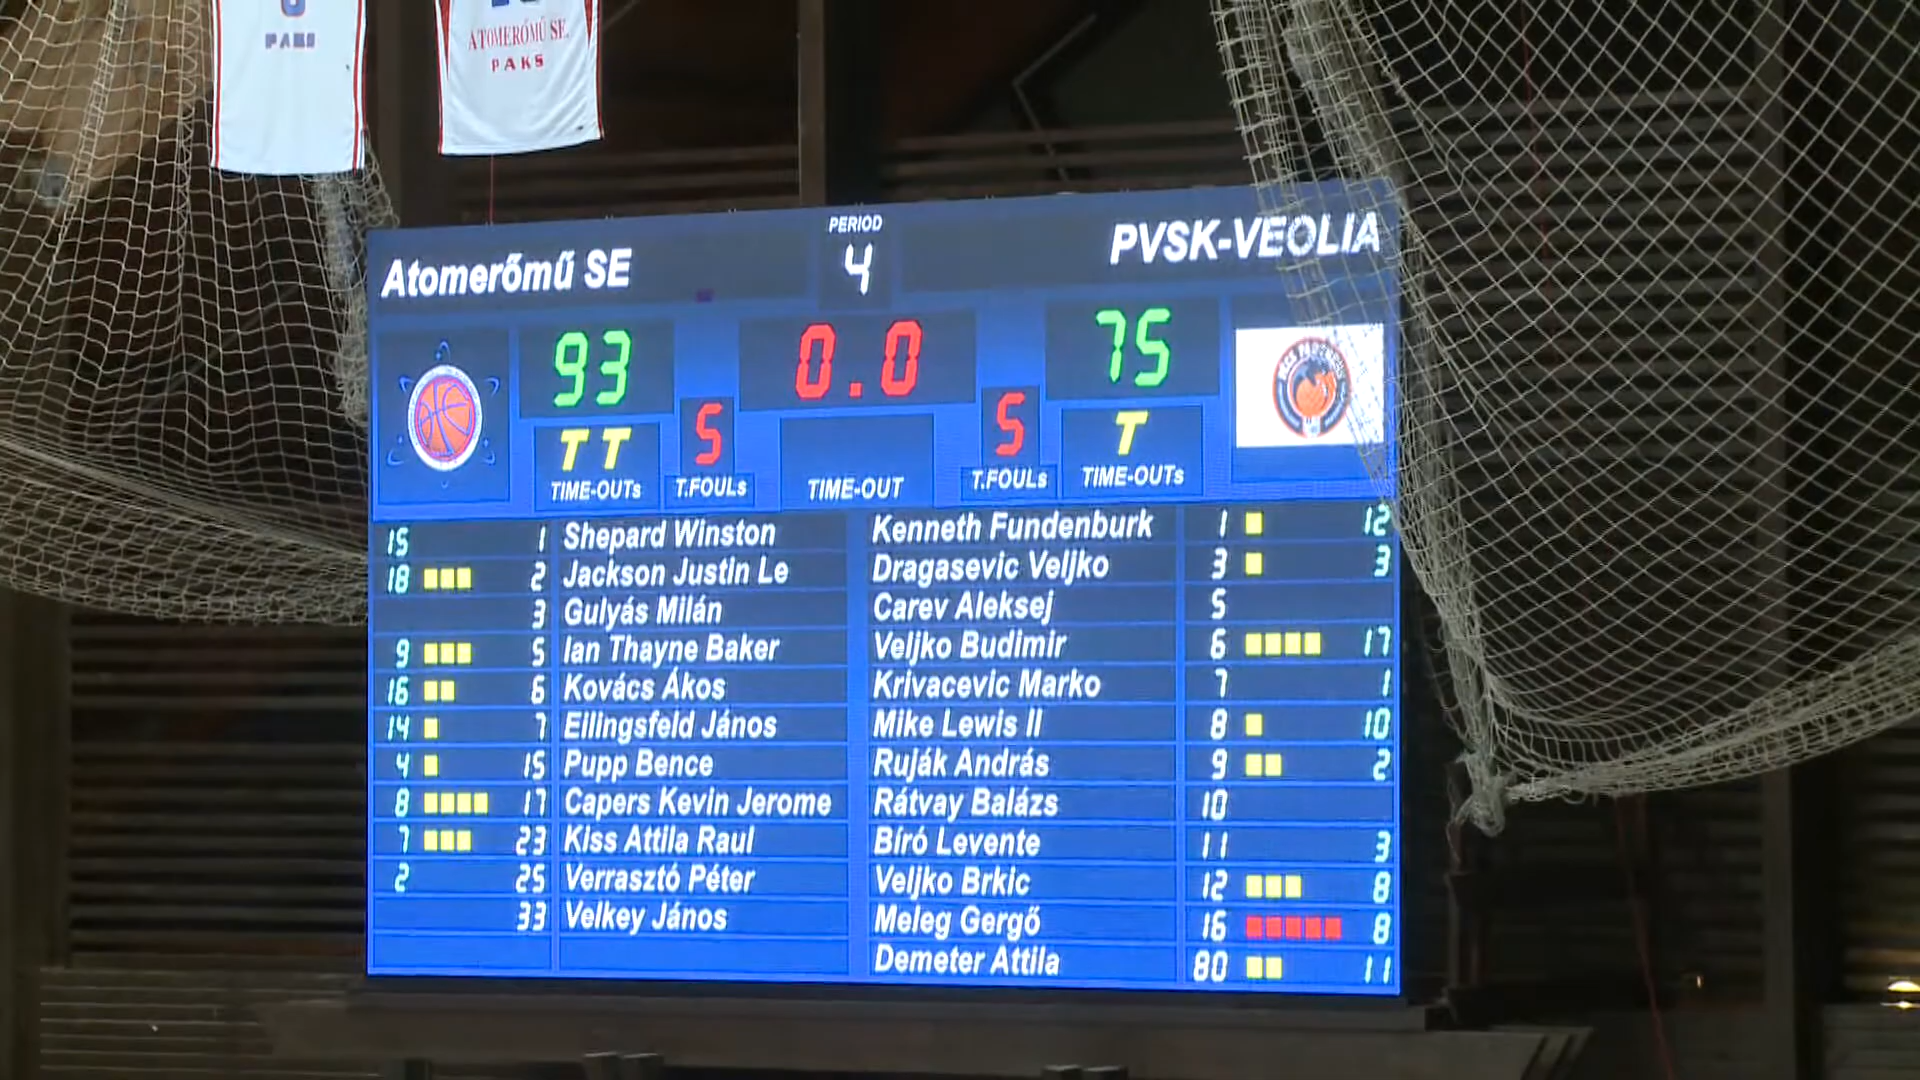 PAKS
ATOMERŐMŰ SE.
PAKS
PERIOD
Atomerőmű SE 4 PVSK-VEOLIA
93 0.0 75
T T 5 5 T
TIME-OUTs T.FOULs TIME-OUT T.FOULs TIME-OUTs
15 1 Shepard Winston Kenneth Fundenburk 1 12
18 2 Jackson Justin Le Dragasevic Veljko 3 3
3 Gulyás Milán Carev Aleksej 5
9 5 Ian Thayne Baker Veljko Budimir 6 17
16 6 Kovács Ákos Krivacevic Marko 7 1
14 7 Eilingsfeld János Mike Lewis II 8 10
4 15 Pupp Bence Ruják András 9 2
8 17 Capers Kevin Jerome Rátvay Balázs 10
7 23 Kiss Attila Raul Bíró Levente 11 3
2 25 Verrasztó Péter Veljko Brkic 12 8
33 Velkey János Meleg Gergő 16 8
Demeter Attila 80 11